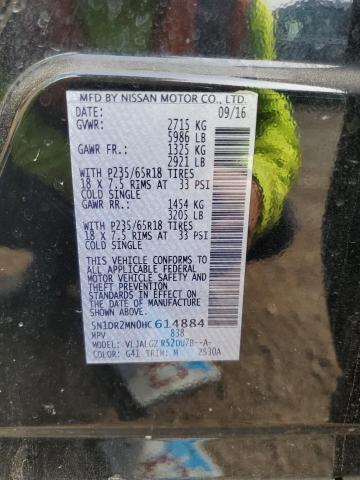 MFD BY NISSAN MOTOR CO., LTD.
DATE: 09/16
GVWR: 2715 KG
5986 LB
GAWR FR.: 1325 KG
2921 LB
WITH P235/65R18 TIRES
18 X 7.5 RIMS AT 33 PSI
COLD SINGLE
GAWR RR.: 1454 KG
3205 LB
WITH P235/65R18 TIRES
18 X 7.5 RIMS AT 33 PSI
COLD SINGLE
THIS VEHICLE CONFORMS TO
ALL APPLICABLE FEDERAL
MOTOR VEHICLE SAFETY AND
THEFT PREVENTION
STANDARDS IN EFFECT ON
THE DATE OF MANUFACTURE
SHOWN ABOVE.
5N1DR2MN0HC614884
MPV 838
MODEL: VLJALGZ R52DU7B--A-
COLOR: G41 TRIM: M 2530A